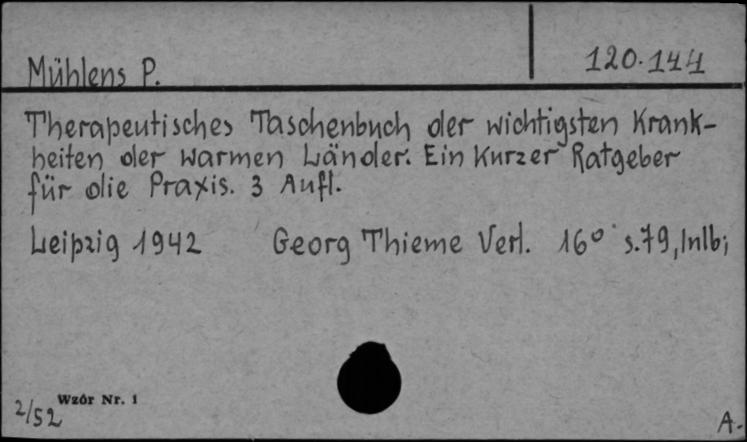 Mühlens P.
120.144
Therapeutisches Taschenbuch der wichtigsten Krank-
heiten der warmen Länder. Ein Kurzer Ratgeber
für die Praxis. 3 Aufl.
Leipzig 1942 Georg Thieme Verl. 16° s.79, Inlb;
Wzór Nr. 1
2/52
A.